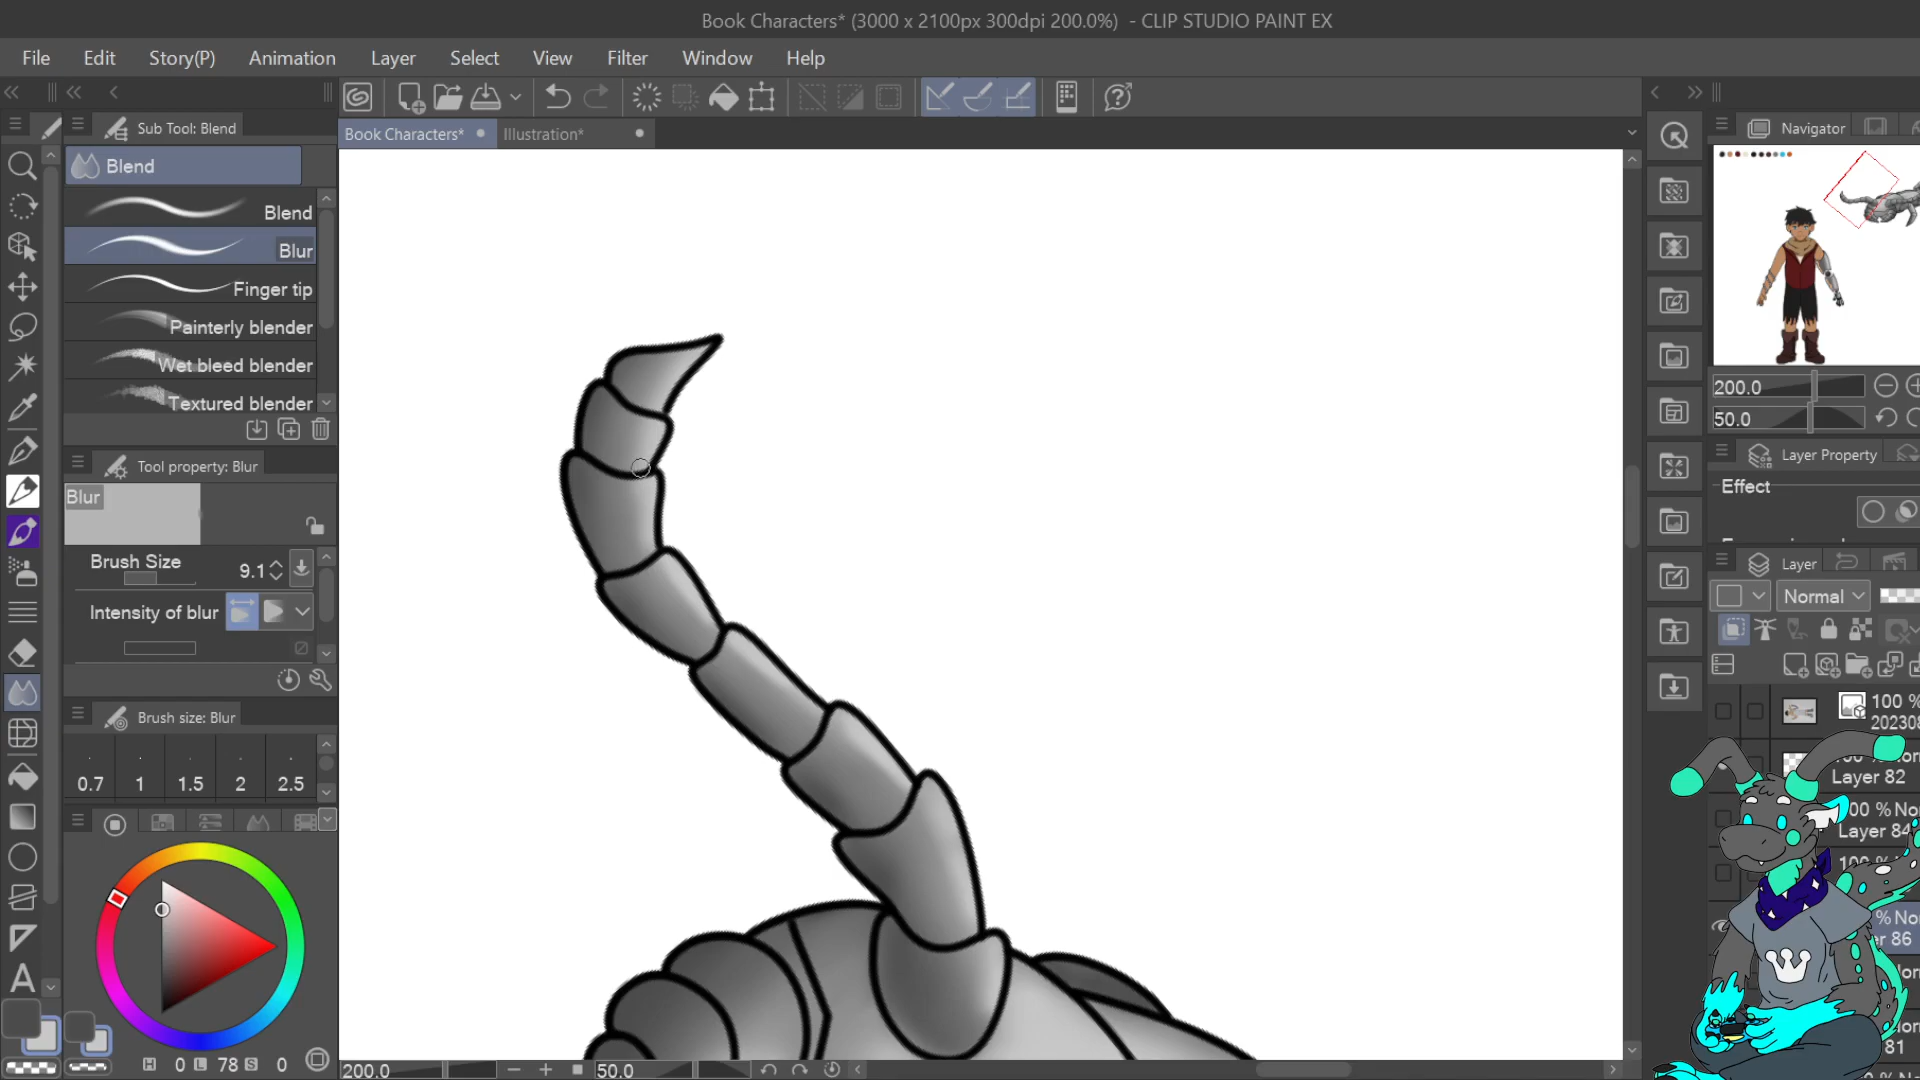 Book Characters* (3000 x 2100px 300dpi 200.0%) - CLIP STUDIO PAINT EX
File Edit Story(P) Animation Layer Select View Filter Window Help
Sub Tool: Blend
Book Characters* Illustration*
Navigator
Blend
Blend
Blur
Finger tip
Painterly blender
Wet bleed blender
Textured blender
Tool property: Blur
Blur
Brush Size 9.1
Intensity of blur
Brush size: Blur
0.7 1 1.5 2 2.5
H 0 L 78 S 0
A
200.0 50.0
200.0
50.0
Layer Property
Effect
Layer
Normal
100 %
Layer 82
Layer 84